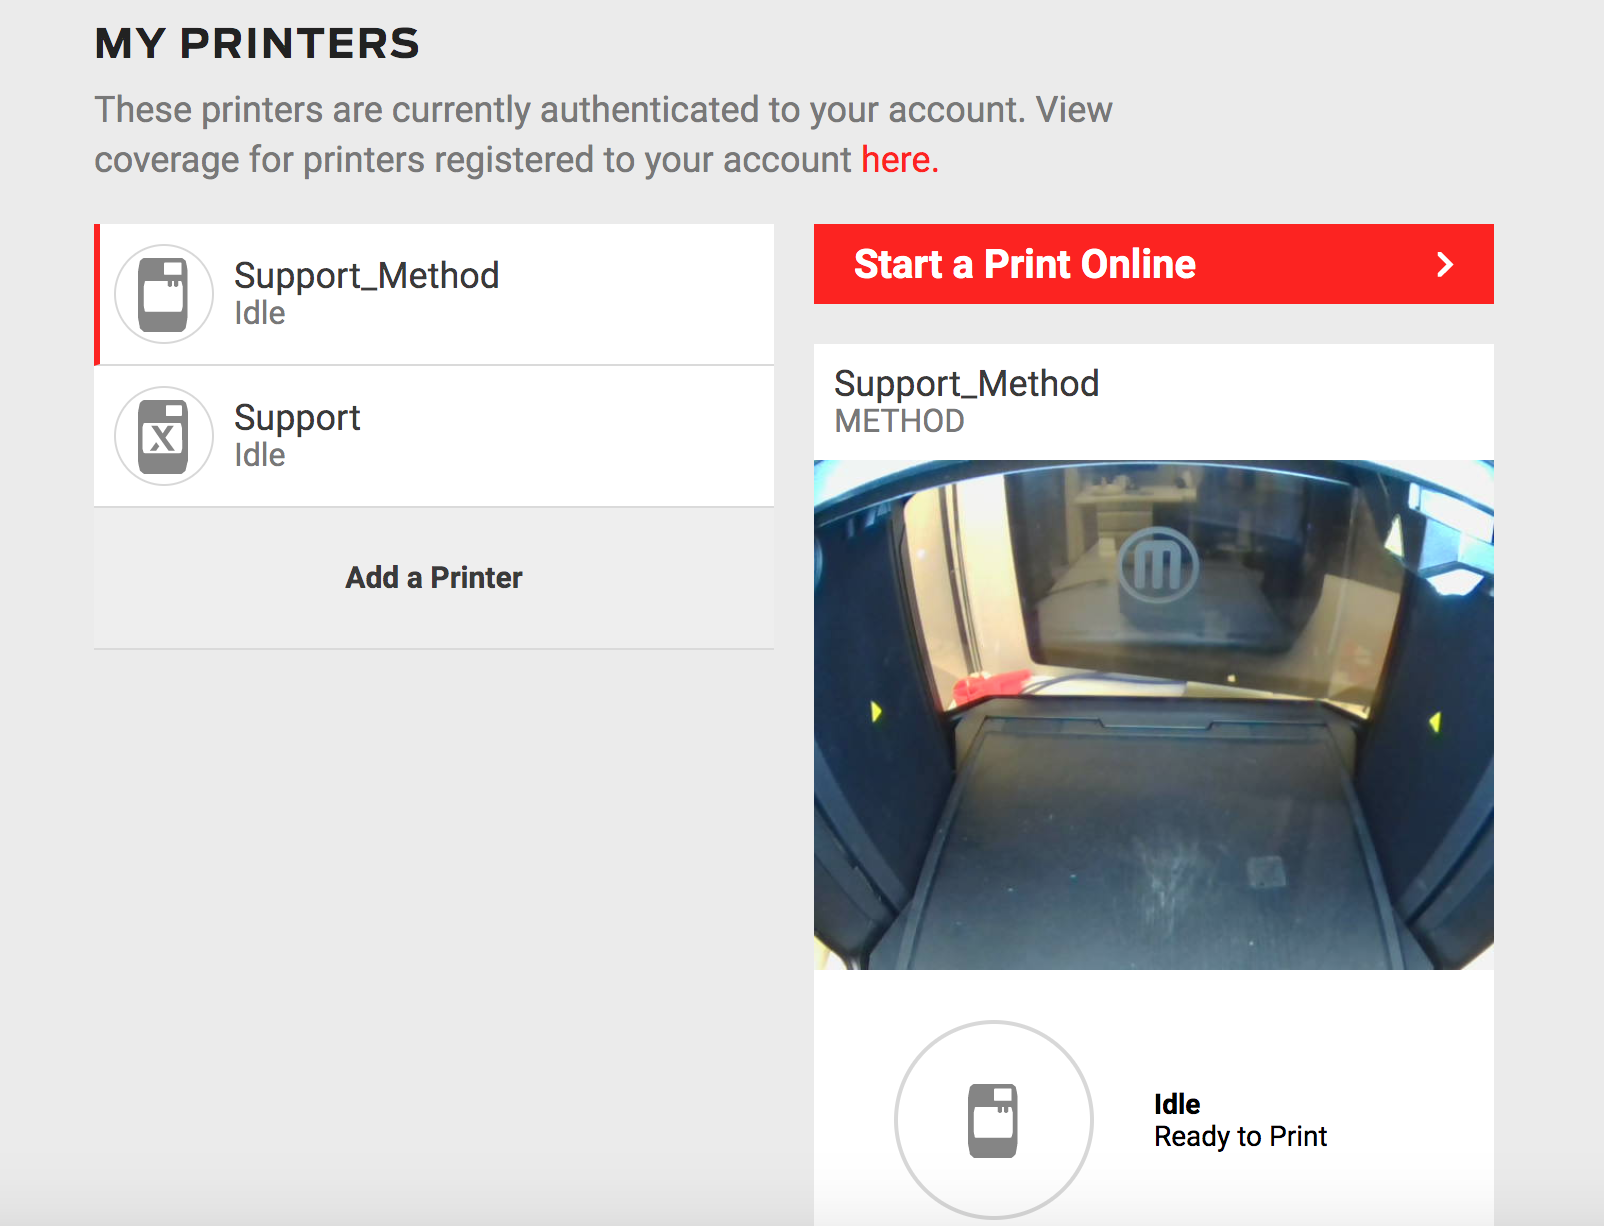 MY PRINTERS
These printers are currently authenticated to your account. View
coverage for printers registered to your account here.
Support_Method
Idle
Support
Idle
Add a Printer
Start a Print Online
Support_Method
METHOD
Idle
Ready to Print